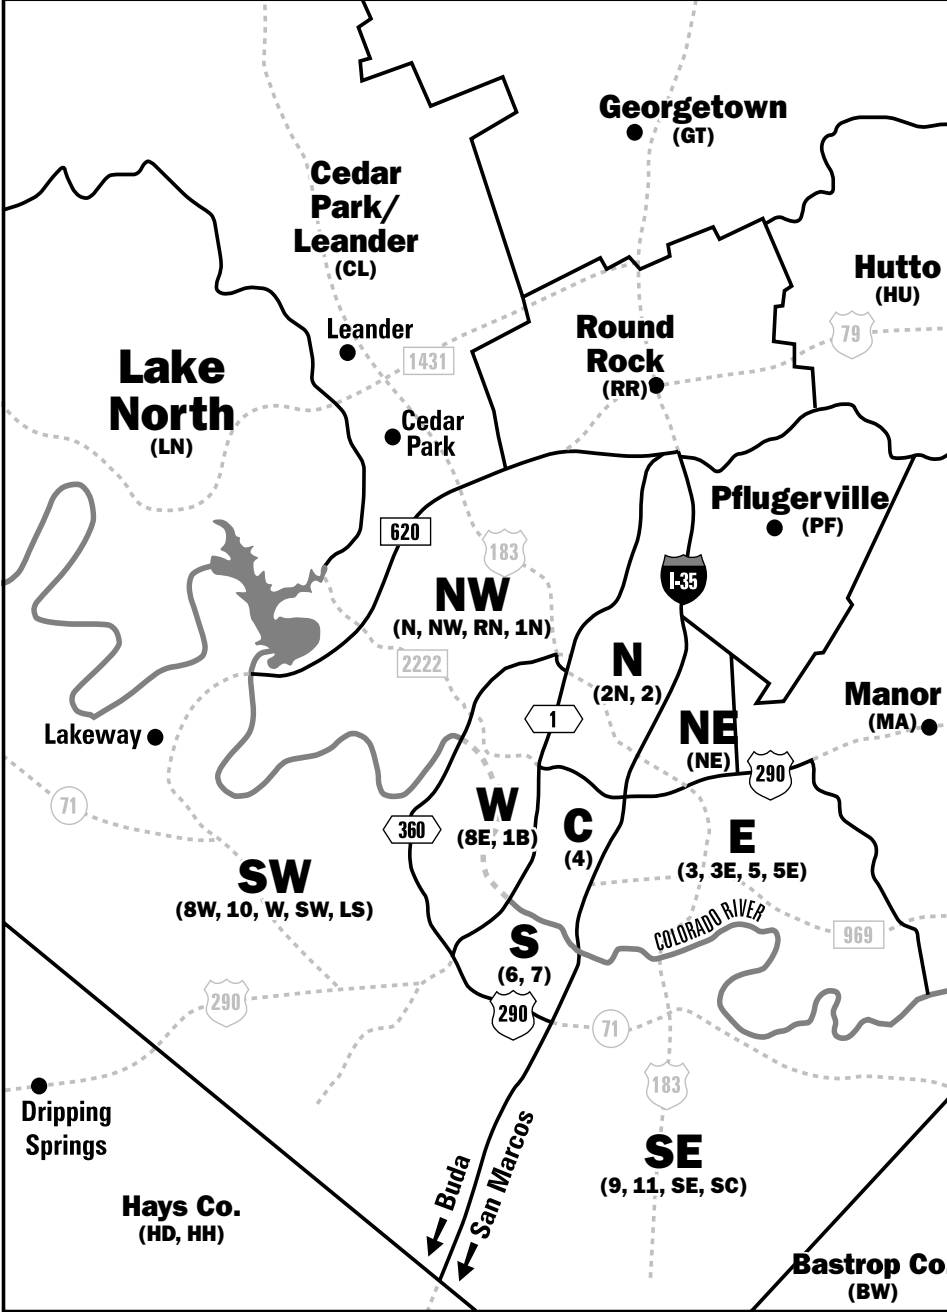 Georgetown
(GT)
Cedar
Park/
Leander
(CL)
Hutto
(HU)
Leander
Round
Rock
(RR)
79
1431
Lake
North
(LN)
Cedar
Park
Pflugerville
(PF)
620
183
I-35
NW
(N, NW, RN, 1N)
2222
N
(2N, 2)
Manor
(MA)
1
NE
(NE)
Lakeway
290
71
360
W
(8E, 1B)
C
(4)
E
(3, 3E, 5, 5E)
SW
(8W, 10, W, SW, LS)
COLORADO RIVER
969
S
(6, 7)
290
290
71
183
Dripping
Springs
SE
(9, 11, SE, SC)
Buda
San Marcos
Hays Co.
(HD, HH)
Bastrop Co.
(BW)